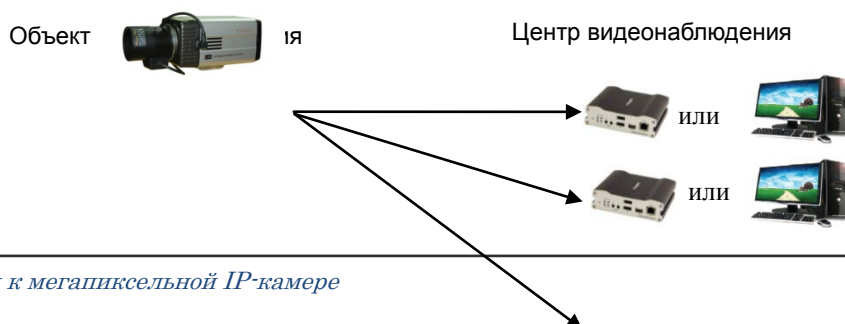 Объект
Центр видеонаблюдения
или
или
к мегапиксельной IP-камере